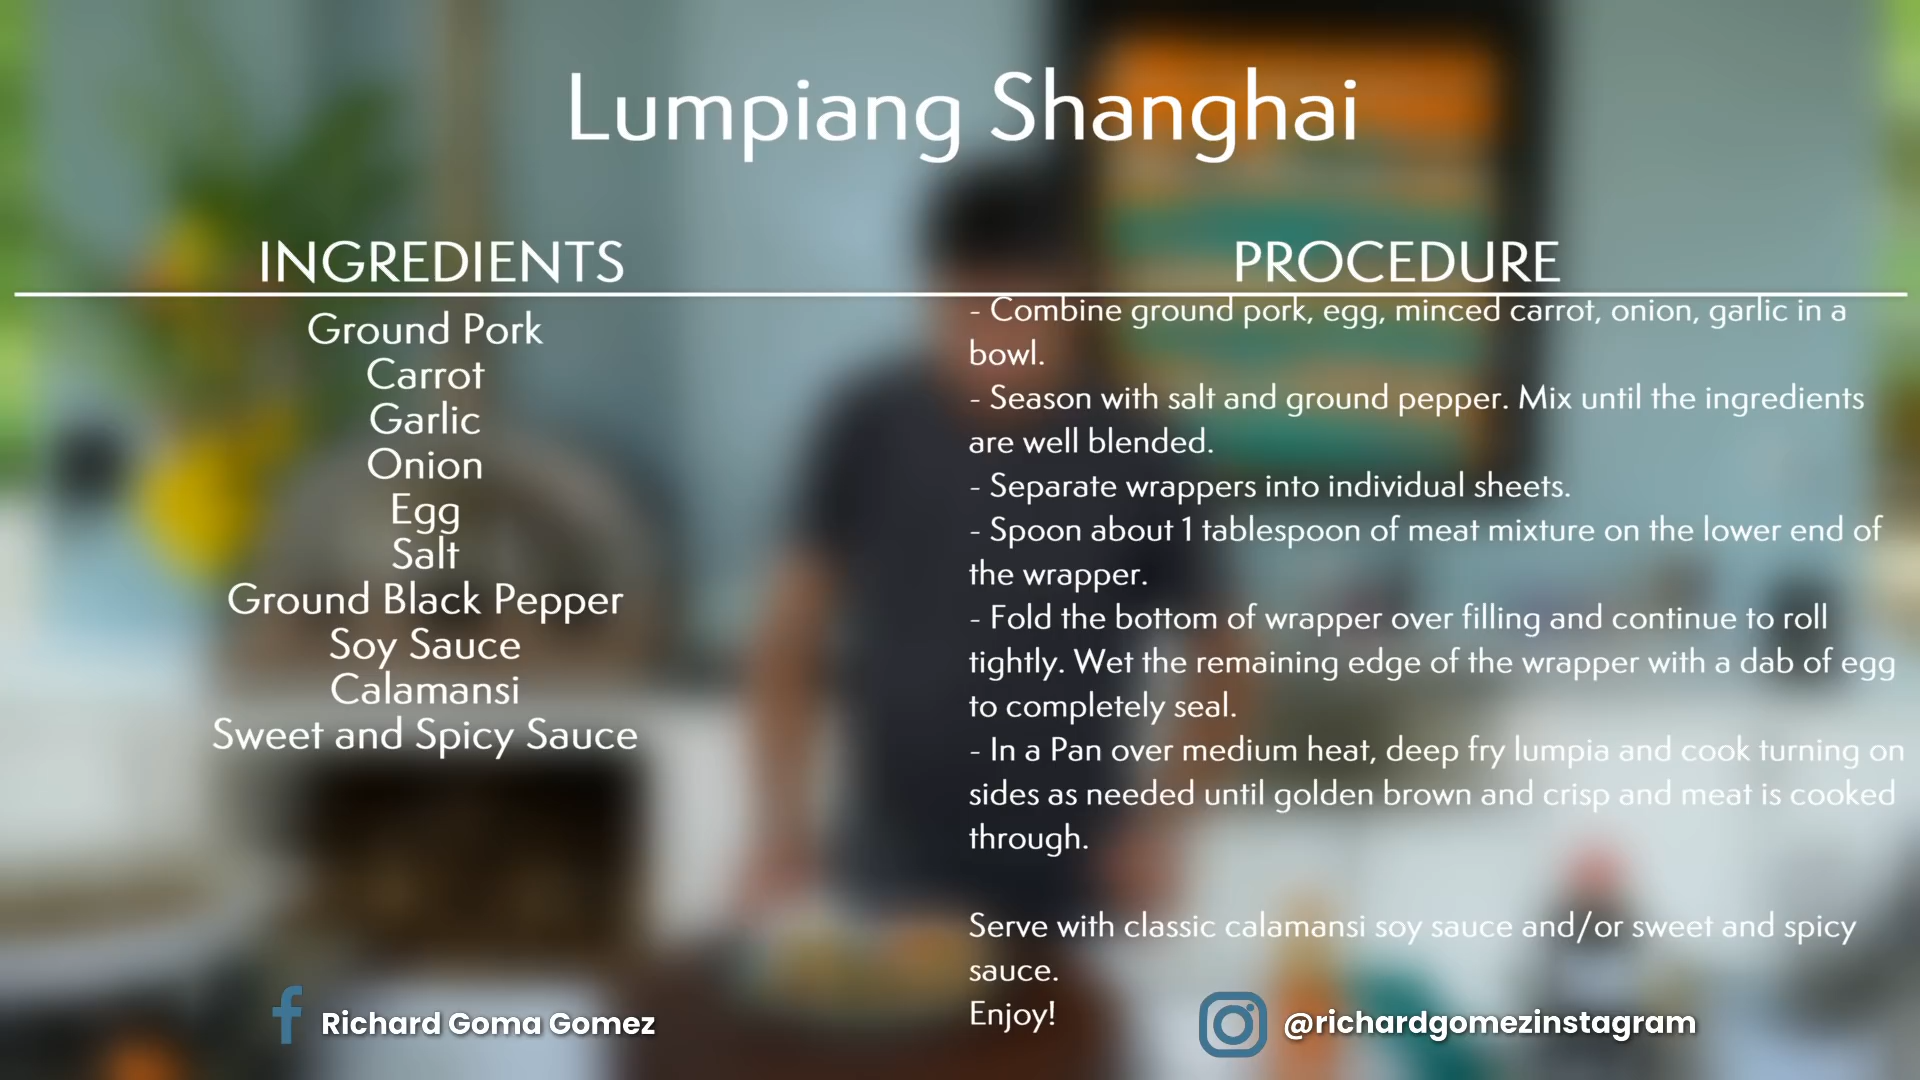 Lumpiang Shanghai
INGREDIENTS
Ground Pork
Carrot
Garlic
Onion
Egg
Salt
Ground Black Pepper
Soy Sauce
Calamansi
Sweet and Spicy Sauce
PROCEDURE
- Combine ground pork, egg, minced carrot, onion, garlic in a
bowl.
- Season with salt and ground pepper. Mix until the ingredients
are well blended.
- Separate wrappers into individual sheets.
- Spoon about 1 tablespoon of meat mixture on the lower end of
the wrapper.
- Fold the bottom of wrapper over filling and continue to roll
tightly. Wet the remaining edge of the wrapper with a dab of egg
to completely seal.
- In a Pan over medium heat, deep fry lumpia and cook turning on
sides as needed until golden brown and crisp and meat is cooked
through.
Serve with classic calamansi soy sauce and/or sweet and spicy
sauce.
Enjoy!
Richard Goma Gomez
@richardgomezinstagram